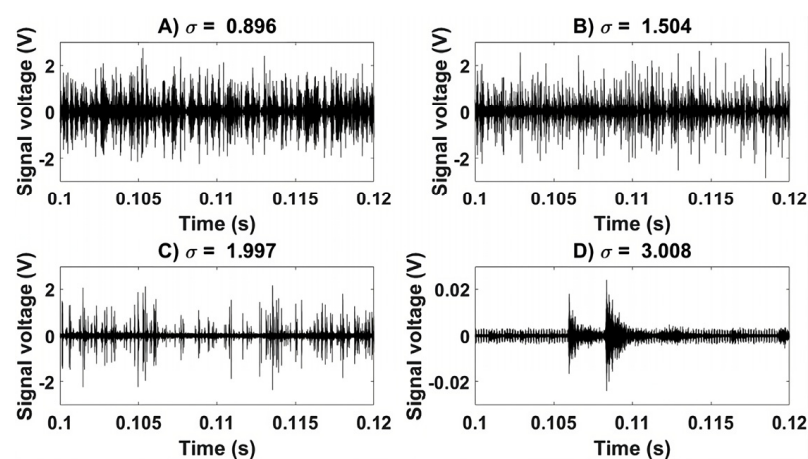 A) σ = 0.896
Signal voltage (V)
2
0
-2
0.1 0.105 0.11 0.115 0.12
Time (s)
B) σ = 1.504
Signal voltage (V)
2
0
-2
0.1 0.105 0.11 0.115 0.12
Time (s)
C) σ = 1.997
Signal voltage (V)
2
0
-2
0.1 0.105 0.11 0.115 0.12
Time (s)
D) σ = 3.008
Signal voltage (V)
0.02
0
-0.02
0.1 0.105 0.11 0.115 0.12
Time (s)